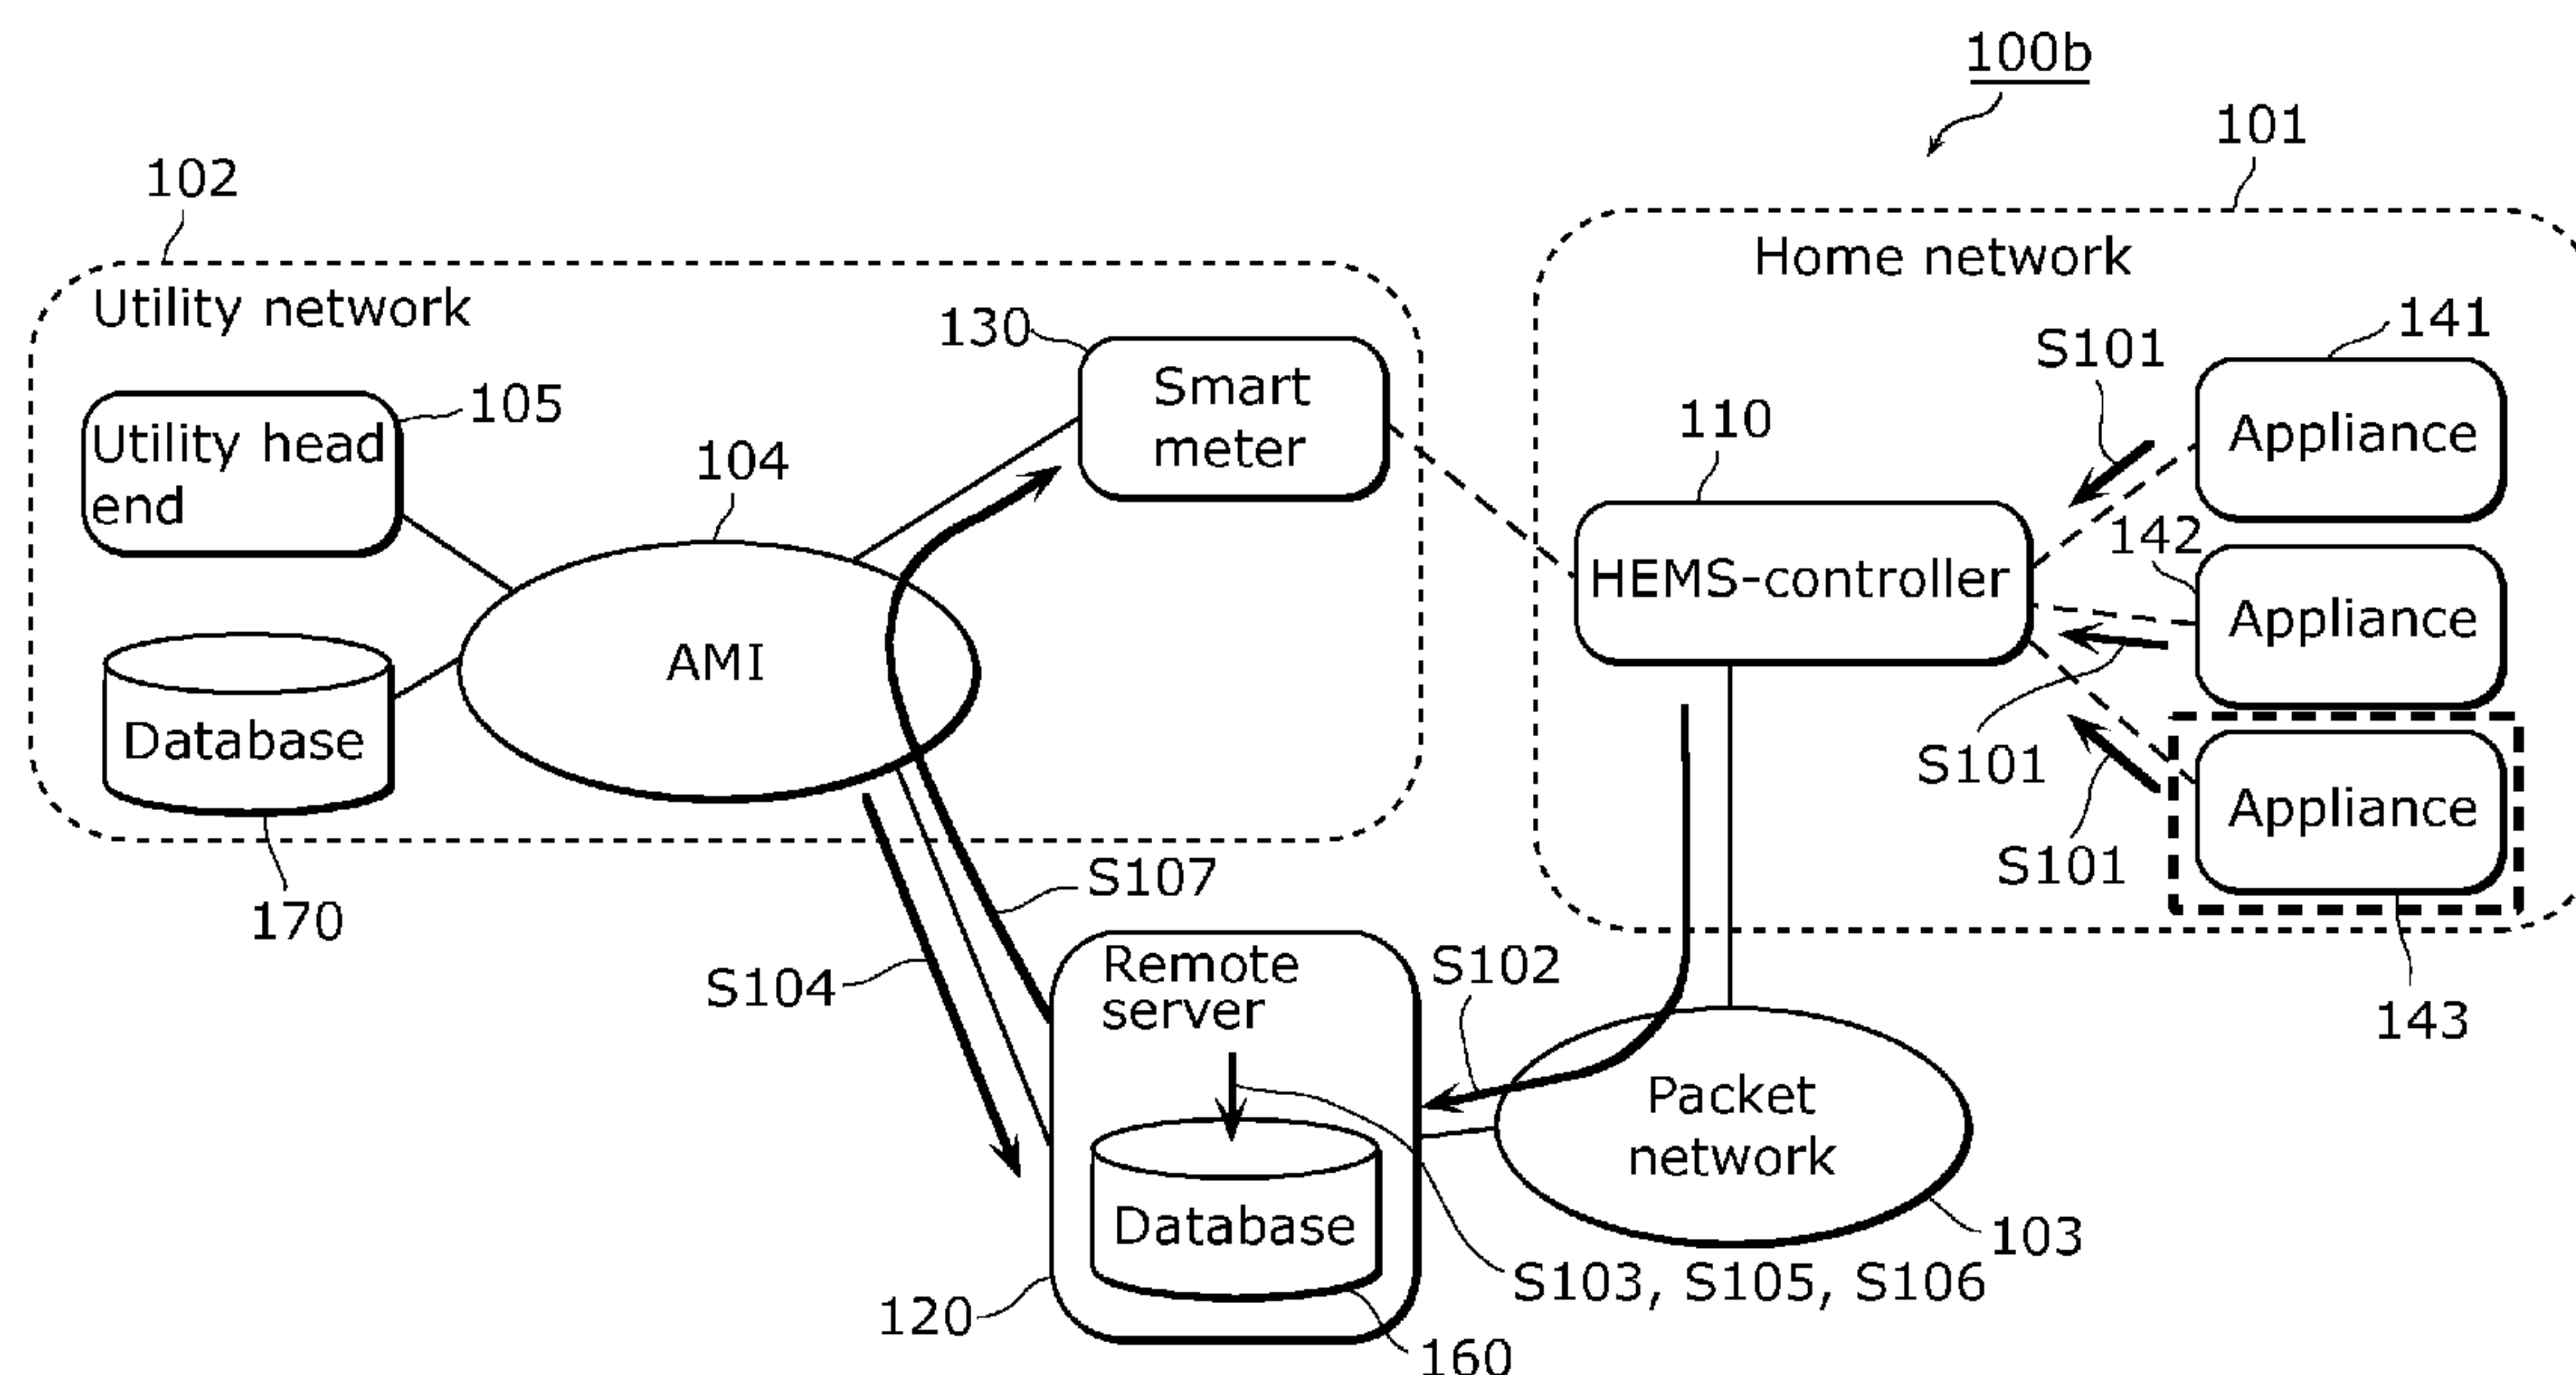 100b
101
102
Home network
Utility network
141
130
S101
Smart
meter
105
Utility head
end
110
Appliance
104
142
HEMS-controller
Appliance
AMI
Database
S101
Appliance
S101
S107
170
Remote
server
S102
S104
143
Packet
network
Database
103
S103, S105, S106
120
160